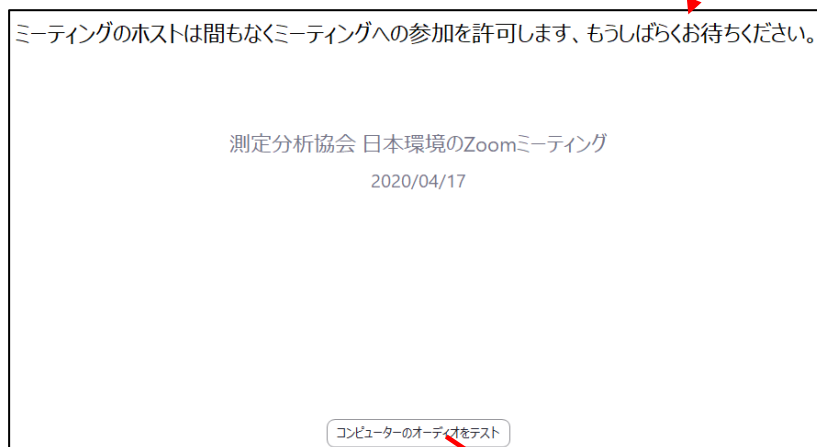 ミーティングのホストは間もなくミーティングへの参加を許可します、もうしばらくお待ちください。
測定分析協会 日本環境のZoomミーティング
2020/04/17
コンピューターのオーディオをテスト